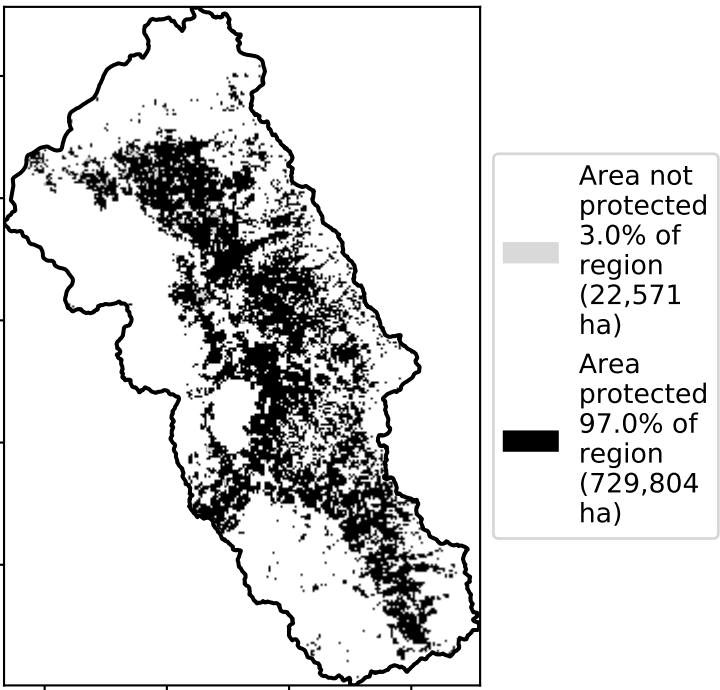 Area not
protected
3.0% of
region
(22,571
ha)
Area
protected
97.0% of
region
(729,804
ha)